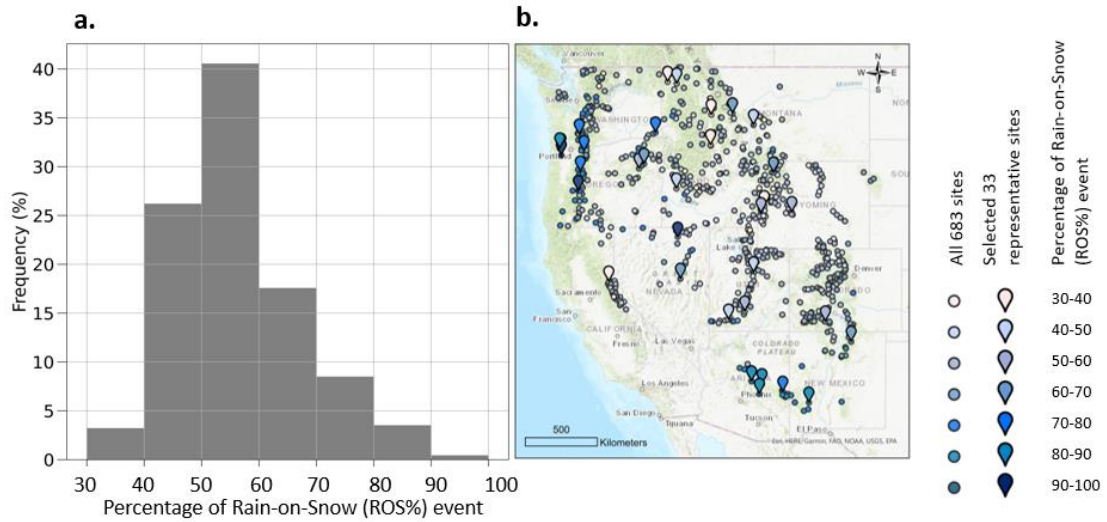 a.
40
35
30
25
20
15
10
5
0
Frequency (%)
30 40 50 60 70 80 90 100
Percentage of Rain-on-Snow (ROS%) event
b.
Vancouver
N
W E
S
Missouri
MONTANA
WASHINGTON
Portland
OREGON
WYOMING
Salt
Lake
Denver
NEVADA
Sacramento
San
Francisco
CALIFORNIA
Fresno
Las Vegas
COLORADO
PLATEAU
Los Angeles
Phoenix
NEW MEXICO
San Diego
Tijuana
Tucson
El Paso
500
Kilometers
Esri, HERE/Garmin, FAO, NOAA, USGS, EPA
All 683 sites
Selected 33
representative sites
Percentage of Rain-on-Snow
(ROS%) event
30-40
40-50
50-60
60-70
70-80
80-90
90-100